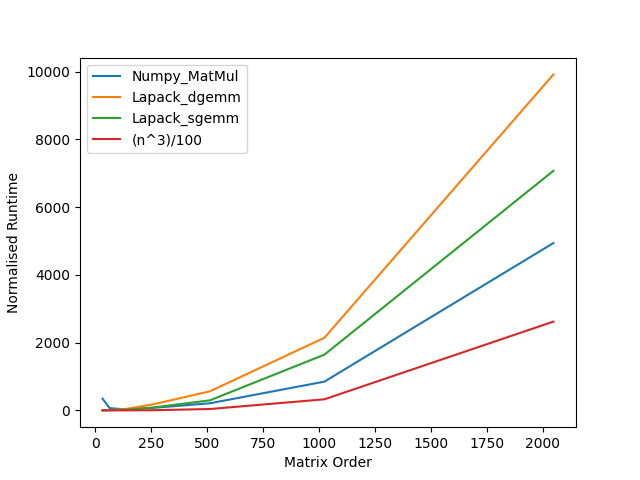 Numpy_MatMul
Lapack_dgemm
Lapack_sgemm
(n^3)/100
10000
8000
6000
4000
2000
0
Normalised Runtime
0 250 500 750 1000 1250 1500 1750 2000
Matrix Order